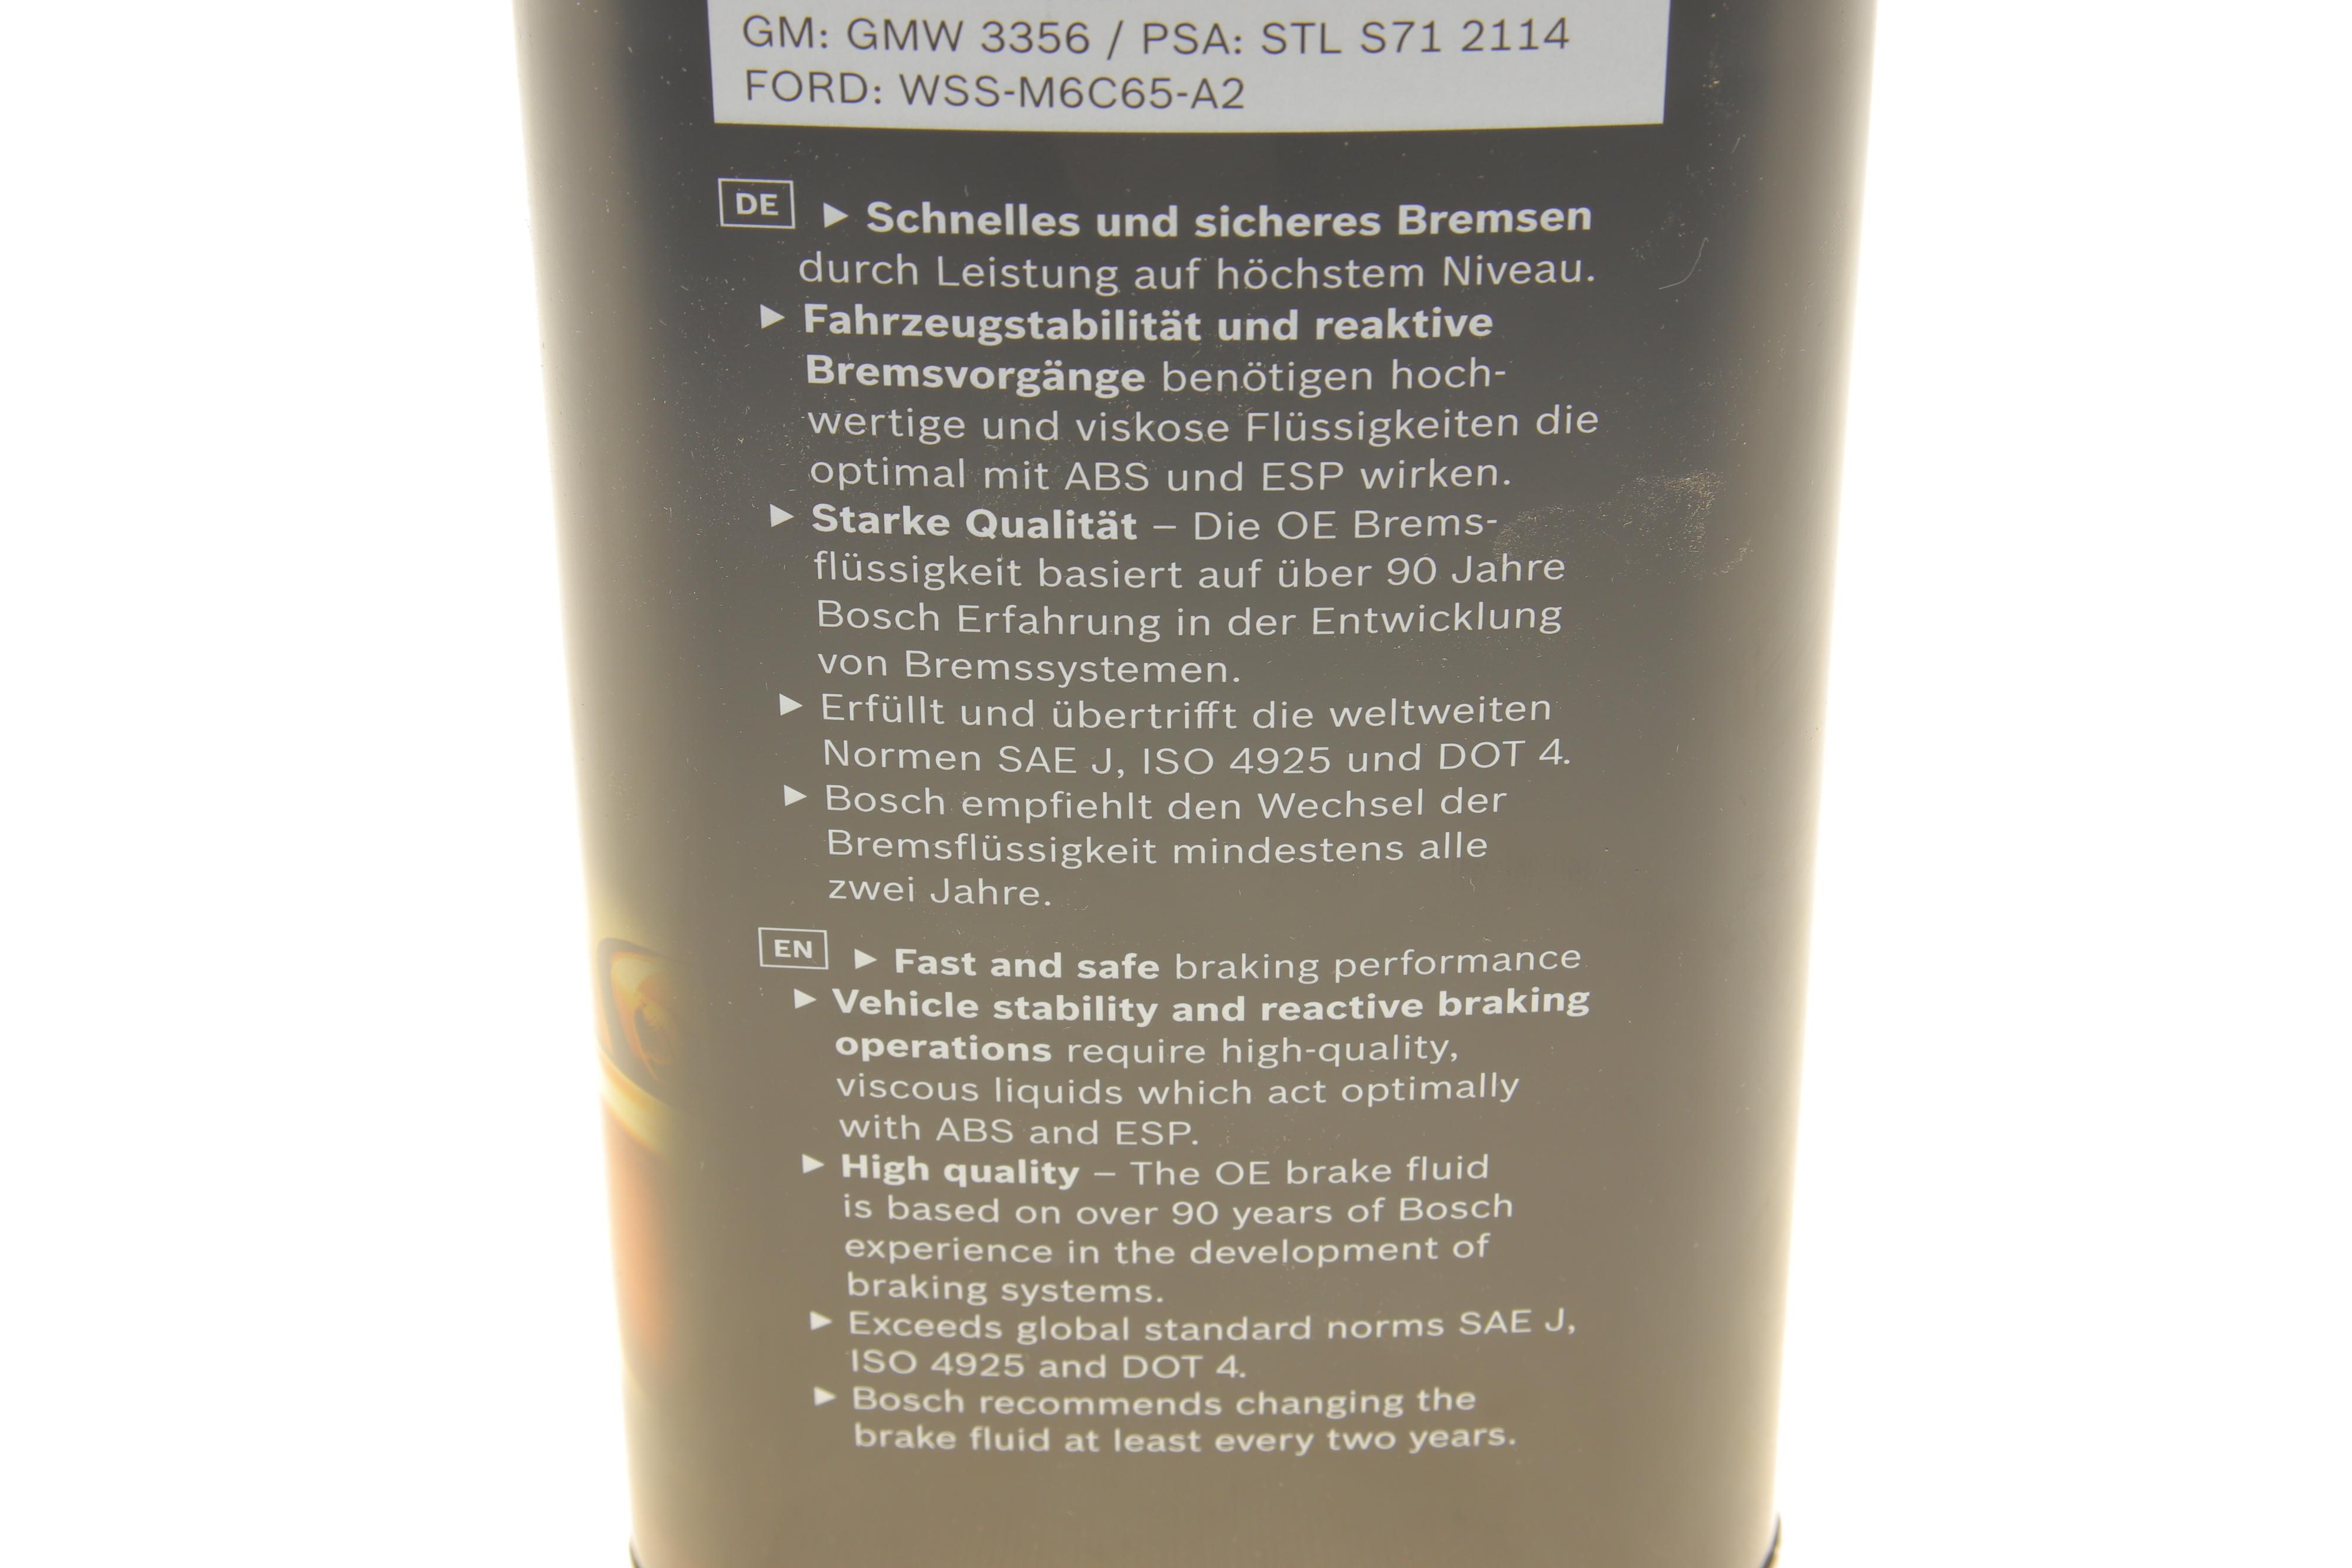 GM: GMW 3356 / PSA: STL S71 2114
FORD: WSS-M6C65-A2
DE ▶ Schnelles und sicheres Bremsen
durch Leistung auf höchstem Niveau.
▶ Fahrzeugstabilität und reaktive
Bremsvorgänge benötigen hoch-
wertige und viskose Flüssigkeiten die
optimal mit ABS und ESP wirken.
▶ Starke Qualität – Die OE Brems-
flüssigkeit basiert auf über 90 Jahre
Bosch Erfahrung in der Entwicklung
von Bremssystemen.
▶ Erfüllt und übertrifft die weltweiten
Normen SAE J, ISO 4925 und DOT 4.
▶ Bosch empfiehlt den Wechsel der
Bremsflüssigkeit mindestens alle
zwei Jahre.
EN ▶ Fast and safe braking performance
▶ Vehicle stability and reactive braking
operations require high-quality,
viscous liquids which act optimally
with ABS and ESP.
▶ High quality – The OE brake fluid
is based on over 90 years of Bosch
experience in the development of
braking systems.
▶ Exceeds global standard norms SAE J,
ISO 4925 and DOT 4.
▶ Bosch recommends changing the
brake fluid at least every two years.